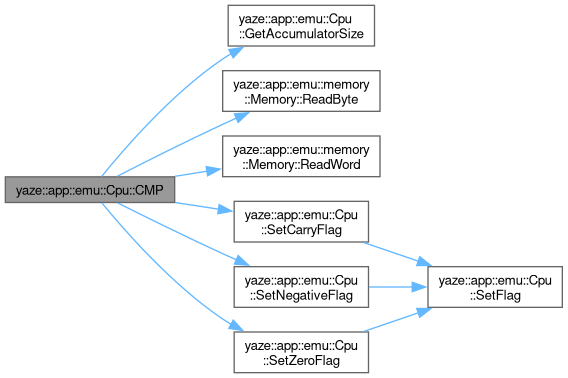 yaze::app::emu::Cpu
::GetAccumulatorSize
yaze::app::emu::memory
::Memory::ReadByte
yaze::app::emu::memory
::Memory::ReadWord
yaze::app::emu::Cpu::CMP
yaze::app::emu::Cpu
::SetCarryFlag
yaze::app::emu::Cpu
::SetNegativeFlag
yaze::app::emu::Cpu
::SetFlag
yaze::app::emu::Cpu
::SetZeroFlag